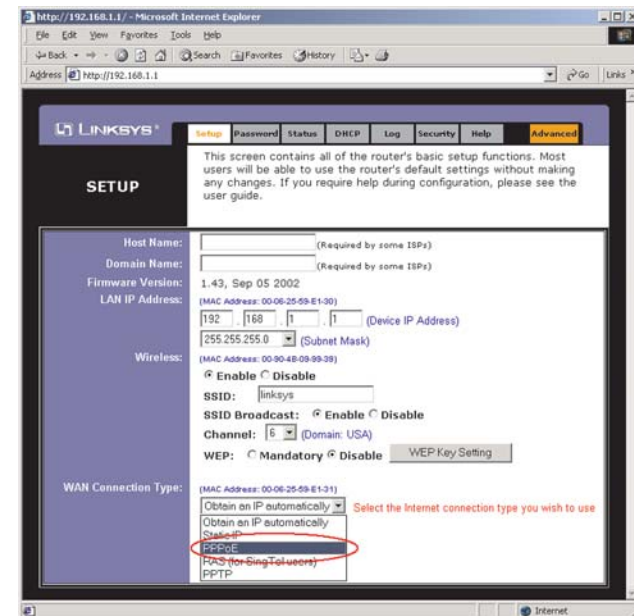 http://192.168.1.1/ - Microsoft Internet Explorer
File Edit View Favorites Tools Help
Back Search Favorites History
Address http://192.168.1.1 Go Links
LINKSYS®
Setup Password Status DHCP Log Security Help Advanced
SETUP
This screen contains all of the router's basic setup functions. Most
users will be able to use the router's default settings without making
any changes. If you require help during configuration, please see the
user guide.
Host Name: (Required by some ISPs)
Domain Name: (Required by some ISPs)
Firmware Version: 1.43, Sep 05 2002
LAN IP Address: (MAC Address: 00-06-25-59-E1-30)
192 . 168 . 1 . 1 (Device IP Address)
255.255.255.0 (Subnet Mask)
Wireless: (MAC Address: 00-90-4B-09-99-39)
Enable Disable
SSID: linksys
SSID Broadcast: Enable Disable
Channel: 6 (Domain: USA)
WEP: Mandatory Disable WEP Key Setting
WAN Connection Type: (MAC Address: 00-06-25-59-E1-31)
Obtain an IP automatically Select the Internet connection type you wish to use
Obtain an IP automatically
Static IP
PPPoE
RAS (for SingTel users)
PPTP
Internet